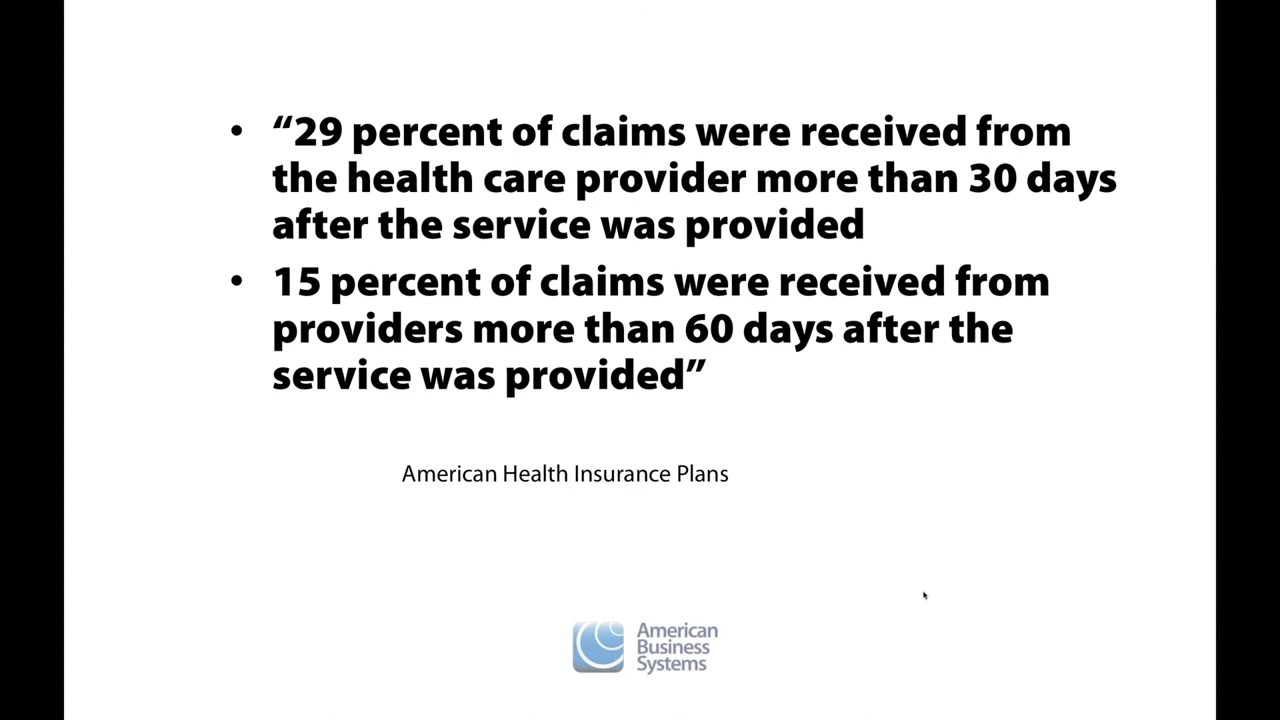 • “29 percent of claims were received from
the health care provider more than 30 days
after the service was provided
• 15 percent of claims were received from
providers more than 60 days after the
service was provided”
American Health Insurance Plans
American
Business
Systems